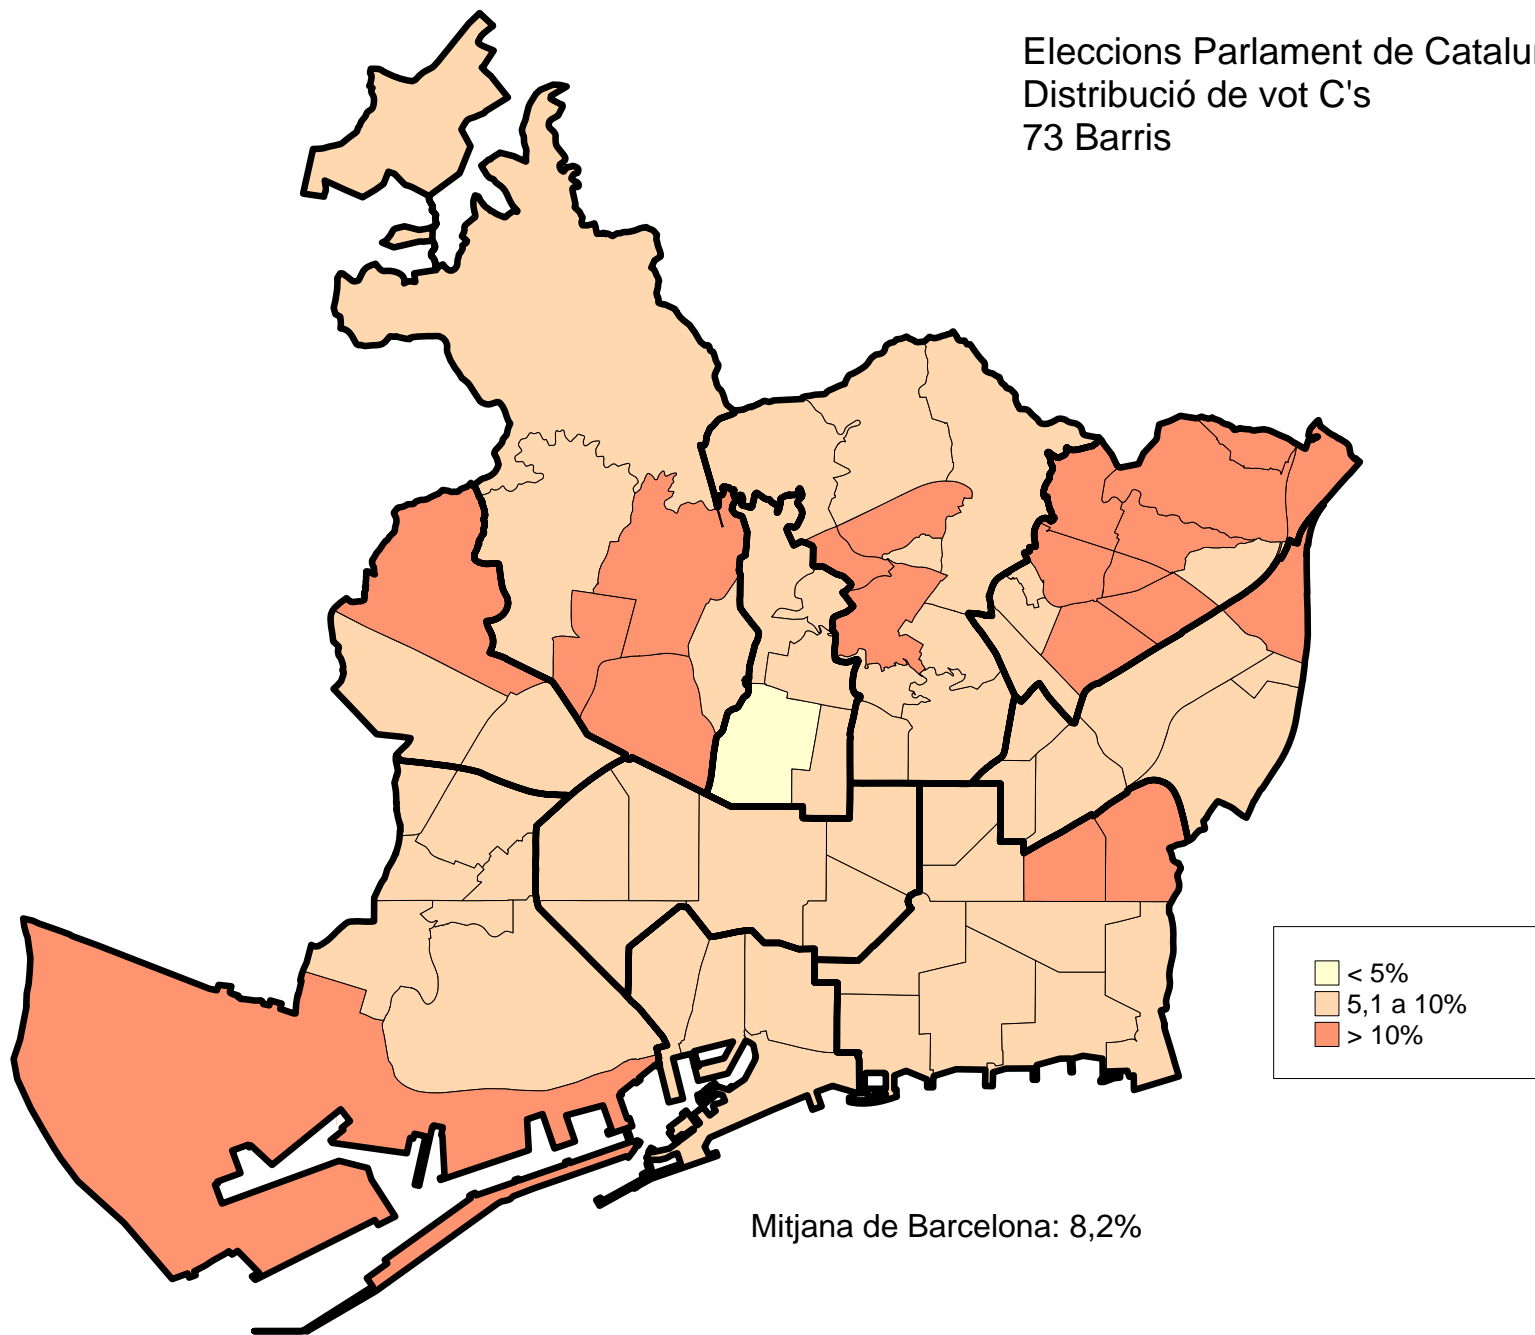 Eleccions Parlament de Catalu
Distribució de vot C's
73 Barris
< 5%
5,1 a 10%
> 10%
Mitjana de Barcelona: 8,2%